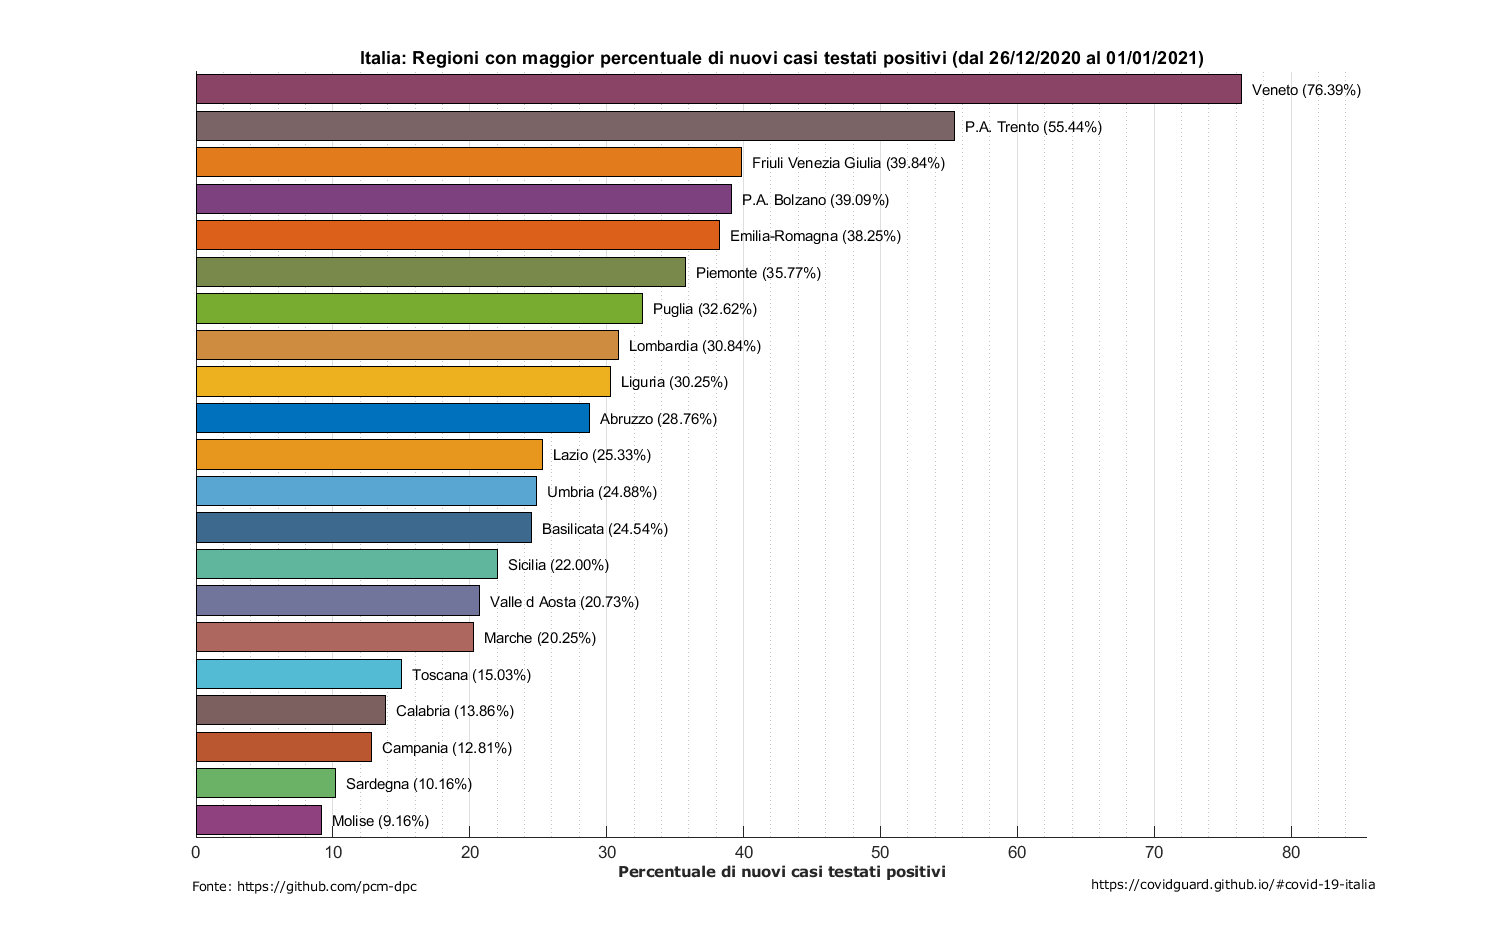 Italia: Regioni con maggior percentuale di nuovi casi testati positivi (dal 26/12/2020 al 01/01/2021)
Veneto (76.39%)
P.A. Trento (55.44%)
Friuli Venezia Giulia (39.84%)
P.A. Bolzano (39.09%)
Emilia-Romagna (38.25%)
Piemonte (35.77%)
Puglia (32.62%)
Lombardia (30.84%)
Liguria (30.25%)
Abruzzo (28.76%)
Lazio (25.33%)
Umbria (24.88%)
Basilicata (24.54%)
Sicilia (22.00%)
Valle d Aosta (20.73%)
Marche (20.25%)
Toscana (15.03%)
Calabria (13.86%)
Campania (12.81%)
Sardegna (10.16%)
Molise (9.16%)
0 10 20 30 40 50 60 70 80
Percentuale di nuovi casi testati positivi
Fonte: https://github.com/pcm-dpc
https://covidguard.github.io/#covid-19-italia